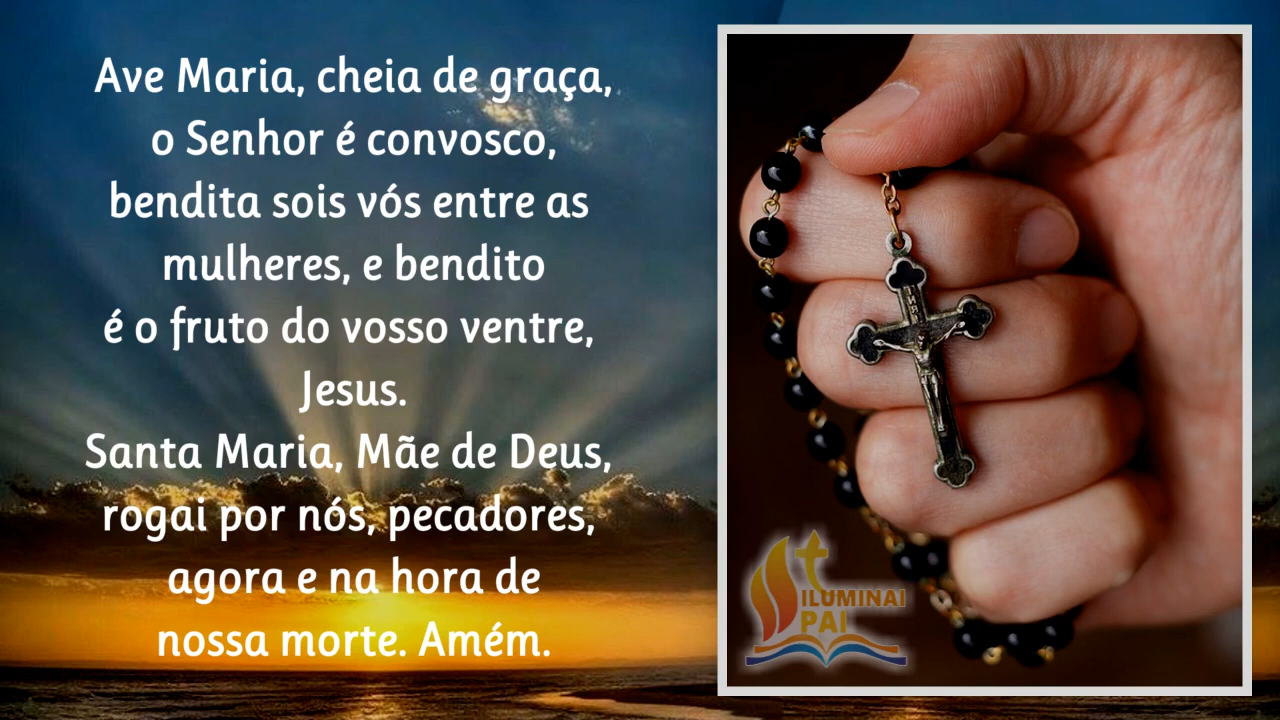 Ave Maria, cheia de graça,
o Senhor é convosco,
bendita sois vós entre as
mulheres, e bendito
é o fruto do vosso ventre,
Jesus.
Santa Maria, Mãe de Deus,
rogai por nós, pecadores,
agora e na hora de
nossa morte. Amém.
ILUMINAI
PAI